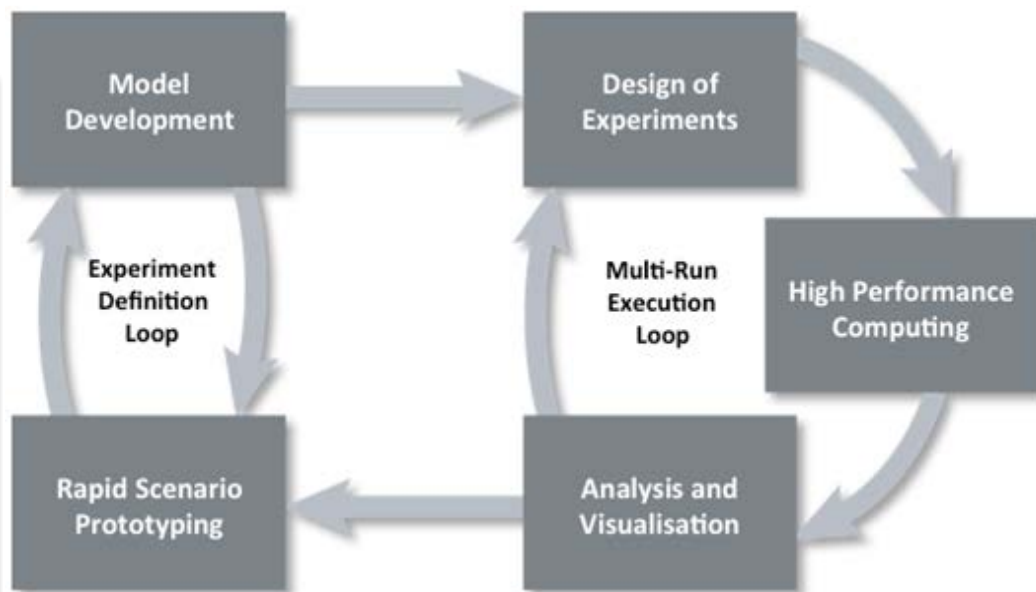 Model
Development
Design of
Experiments
Experiment
Definition
Loop
Multi-Run
Execution
Loop
High Performance
Computing
Rapid Scenario
Prototyping
Analysis and
Visualisation